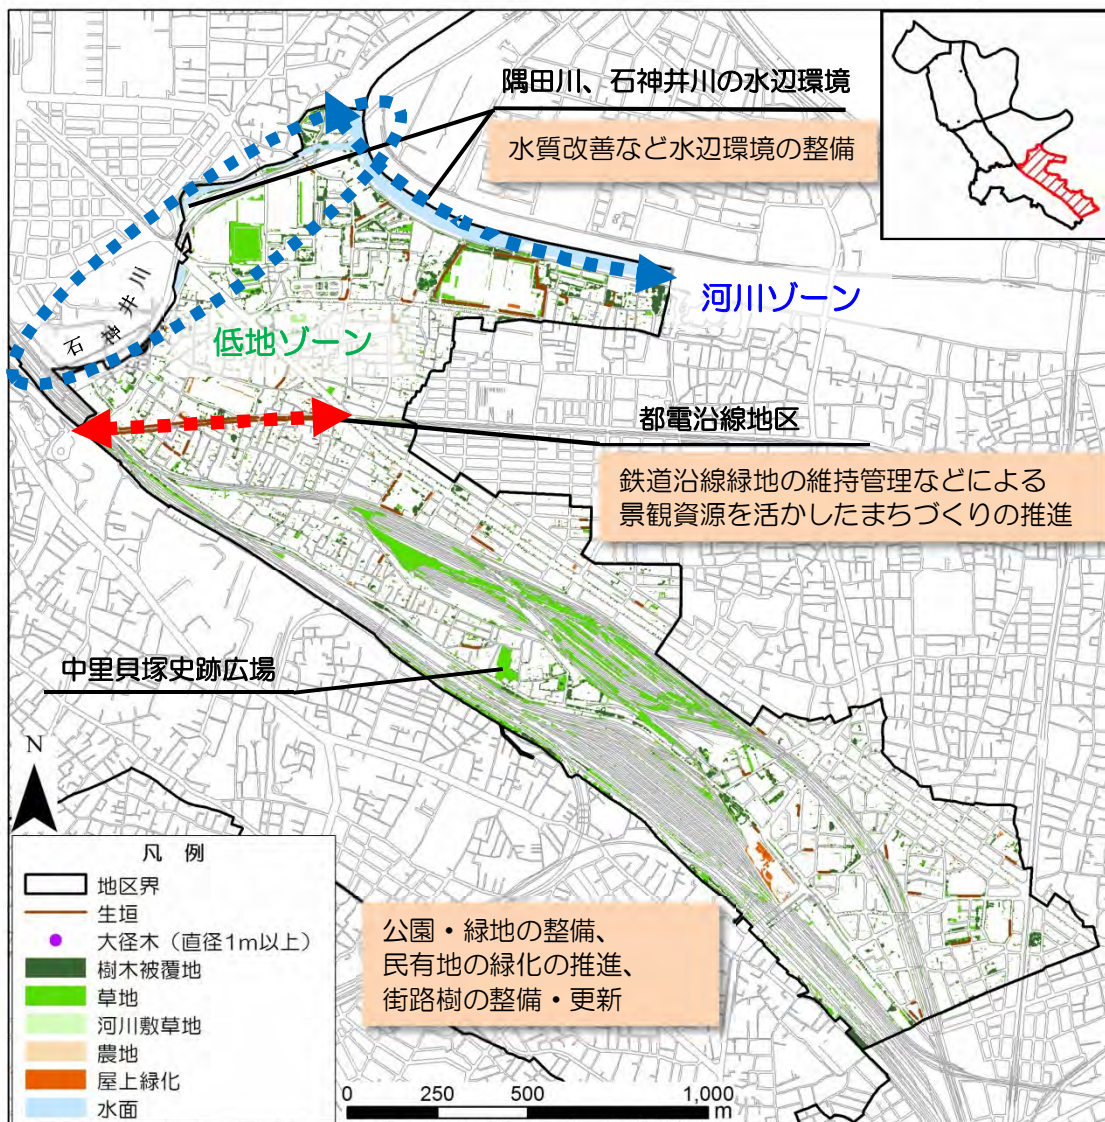 隅田川、石神井川の水辺環境
水質改善など水辺環境の整備
河川ゾーン
石神井川
低地ゾーン
都電沿線地区
鉄道沿線緑地の維持管理などによる
景観資源を活かしたまちづくりの推進
中里貝塚史跡広場
N
凡 例
地区界
生垣
大径木（直径1m以上）
樹木被覆地
草地
河川敷草地
農地
屋上緑化
水面
公園・緑地の整備、
民有地の緑化の推進、
街路樹の整備・更新
0 250 500 1,000
m